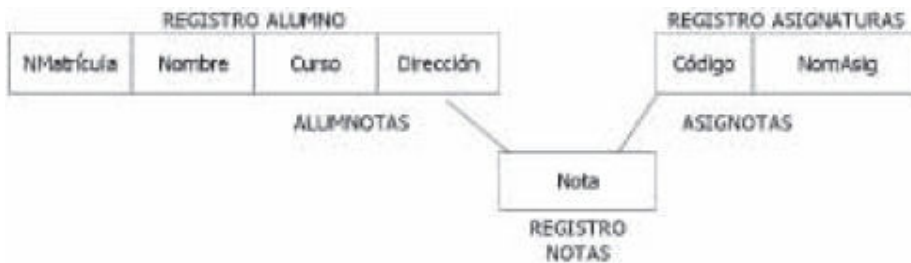 REGISTRO ALUMNO
REGISTRO ASIGNATURAS
NMatrícula Nombre Curso Dirección
Código NomAsig
ALUMNOTAS
ASIGNOTAS
Nota
REGISTRO
NOTAS